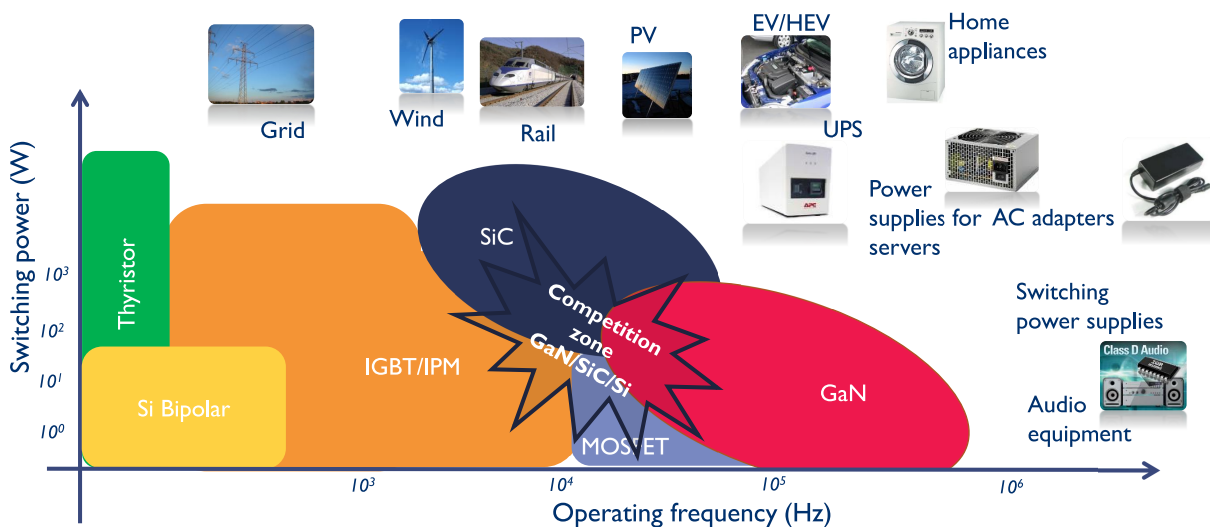 EV/HEV
Home
appliances
PV
Grid
Wind
Rail
UPS
Power
supplies for
servers
AC adapters
APC
Switching power (W)
10³
10²
10¹
10⁰
Thyristor
Si Bipolar
IGBT/IPM
SiC
Competition
zone
GaN/SiC/Si
MOSFET
GaN
Switching
power supplies
Class D Audio
Audio
equipment
10³
10⁴
10⁵
10⁶
Operating frequency (Hz)